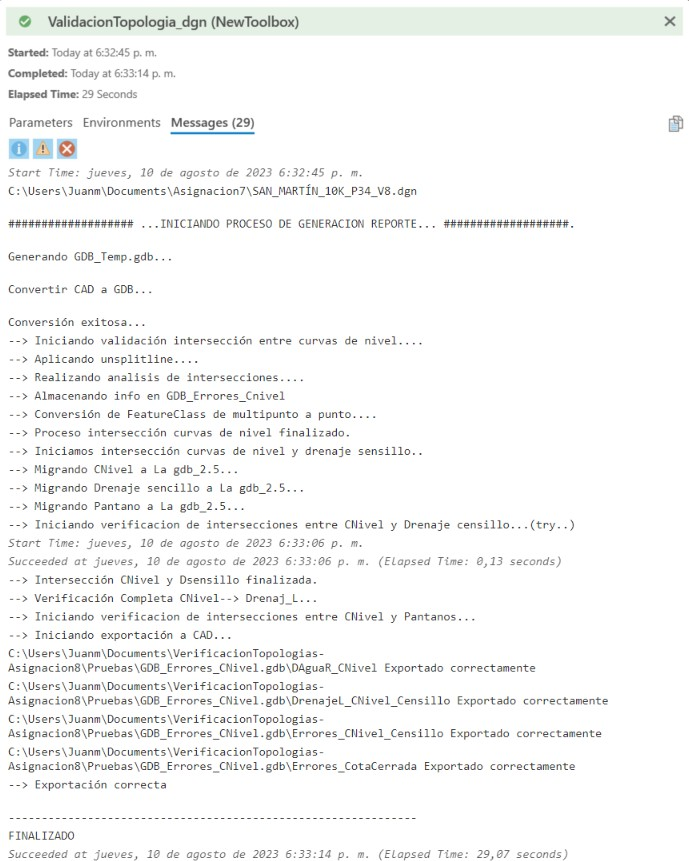 ValidacionTopologia_dgn (NewToolbox)
Started: Today at 6:32:45 p. m.
Completed: Today at 6:33:14 p. m.
Elapsed Time: 29 Seconds
Parameters Environments Messages (29)
Start Time: jueves, 10 de agosto de 2023 6:32:45 p. m.
C:\Users\Juanm\Documents\Asignacion7\SAN_MARTÍN_10K_P34_V8.dgn
################### ...INICIANDO PROCESO DE GENERACION REPORTE... ###################.
Generando GDB_Temp.gdb...
Convertir CAD a GDB...
Conversión exitosa...
--> Iniciando validación intersección entre curvas de nivel....
--> Aplicando unsplitline....
--> Realizando analisis de intersecciones....
--> Almacenando info en GDB_Errores_Cnivel
--> Conversión de FeatureClass de multipunto a punto....
--> Proceso intersección curvas de nivel finalizado.
--> Iniciamos intersección curvas de nivel y drenaje sensillo..
--> Migrando CNivel a La gdb_2.5...
--> Migrando Drenaje sencillo a La gdb_2.5...
--> Migrando Pantano a La gdb_2.5...
--> Iniciando verificacion de intersecciones entre CNivel y Drenaje censillo...(try..)
Start Time: jueves, 10 de agosto de 2023 6:33:06 p. m.
Succeeded at jueves, 10 de agosto de 2023 6:33:06 p. m. (Elapsed Time: 0,13 seconds)
--> Intersección CNivel y Dsensillo finalizada.
--> Verificación Completa CNivel--> Drenaj_L...
--> Iniciando verificacion de intersecciones entre CNivel y Pantanos...
--> Iniciando exportación a CAD...
C:\Users\Juanm\Documents\VerificacionTopologias-
Asignacion8\Pruebas\GDB_Errores_CNivel.gdb\DAguaR_CNivel Exportado correctamente
C:\Users\Juanm\Documents\VerificacionTopologias-
Asignacion8\Pruebas\GDB_Errores_CNivel.gdb\DrenajeL_CNivel_Censillo Exportado correctamente
C:\Users\Juanm\Documents\VerificacionTopologias-
Asignacion8\Pruebas\GDB_Errores_CNivel.gdb\Errores_CNivel_Censillo Exportado correctamente
C:\Users\Juanm\Documents\VerificacionTopologias-
Asignacion8\Pruebas\GDB_Errores_CNivel.gdb\Errores_CotaCerrada Exportado correctamente
--> Exportación correcta
--------------------------------------------------------------
FINALIZADO
Succeeded at jueves, 10 de agosto de 2023 6:33:14 p. m. (Elapsed Time: 29,07 seconds)